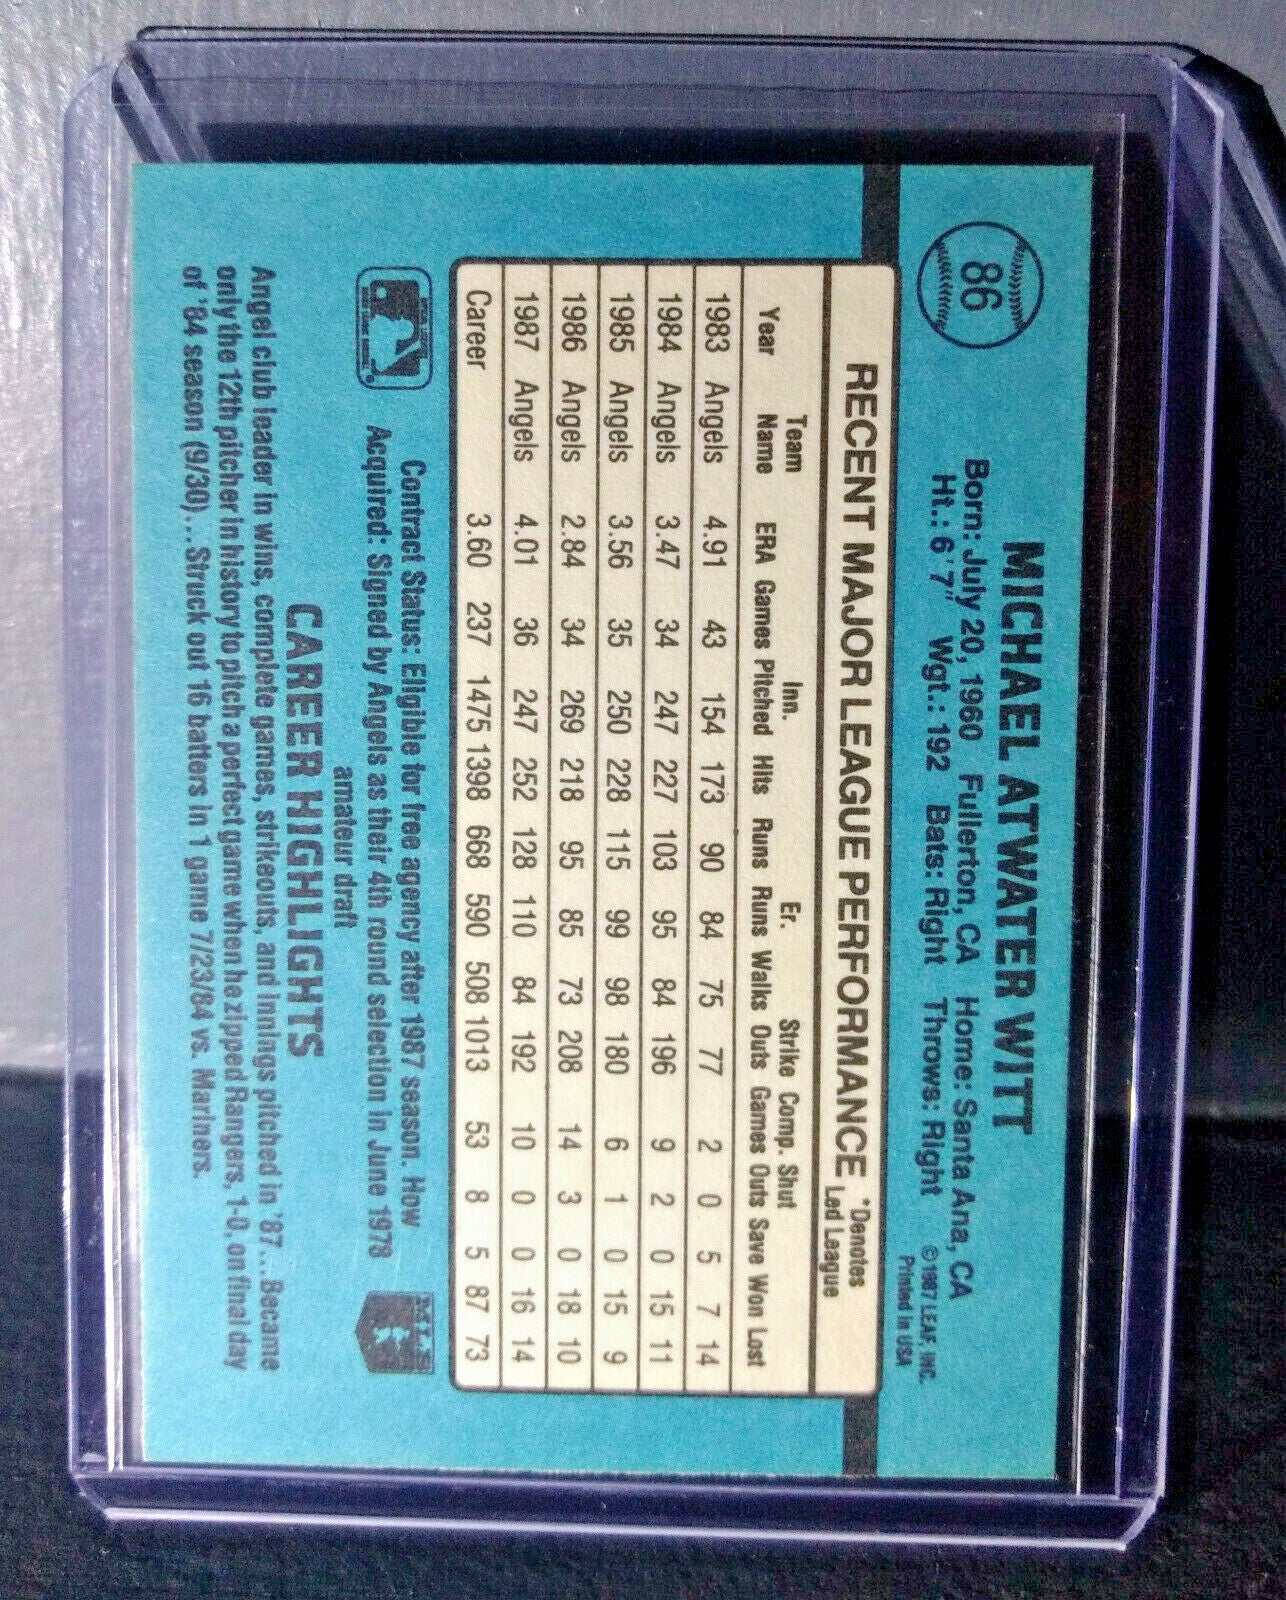 86
MICHAEL ATWATER WITT
Born: July 20, 1960 Fullerton, CA Home: Santa Ana, CA
Ht.: 6'7" Wgt.: 192 Bats: Right Throws: Right
©1987 LEAF, INC.
Printed in USA
RECENT MAJOR LEAGUE PERFORMANCE *Denotes
Led League
Team Inn. Er. Strike Comp. Shut
Year Name ERA Games Pitched Hits Runs Runs Walks Outs Games Outs Save Won Lost
1983 Angels 4.91 43 154 173 90 84 75 77 2 0 5 7 14
1984 Angels 3.47 34 247 227 103 95 84 196 9 2 0 15 11
1985 Angels 3.56 35 250 228 115 99 98 180 6 1 0 15 9
1986 Angels 2.84 34 269 218 95 85 73 208 14 3 0 18 10
1987 Angels 4.01 36 247 252 128 110 84 192 10 0 0 16 14
Career 3.60 237 1475 1398 668 590 508 1013 53 8 5 87 73
Contract Status: Eligible for free agency after 1987 season. How
Acquired: Signed by Angels as their 4th round selection in June 1978
amateur draft
CAREER HIGHLIGHTS
Angel club leader in wins, complete games, strikeouts, and innings pitched in '87...Became
only the 12th pitcher in history to pitch a perfect game when he zipped Rangers, 1-0, on final day
of '84 season (9/30)...Struck out 16 batters in 1 game 7/23/84 vs. Mariners.